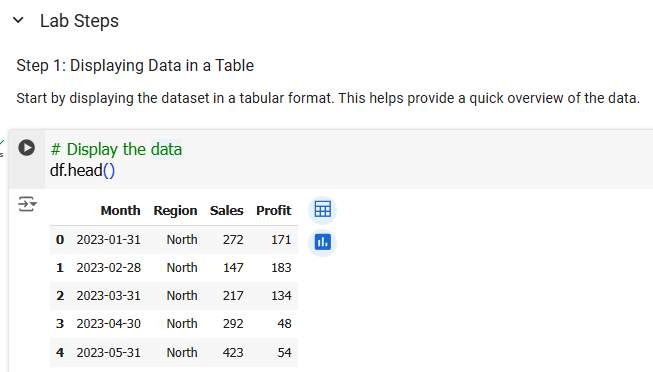 Lab Steps
Step 1: Displaying Data in a Table
Start by displaying the dataset in a tabular format. This helps provide a quick overview of the data.
# Display the data
df.head()
Month Region Sales Profit
0 2023-01-31 North 272 171
1 2023-02-28 North 147 183
2 2023-03-31 North 217 134
3 2023-04-30 North 292 48
4 2023-05-31 North 423 54